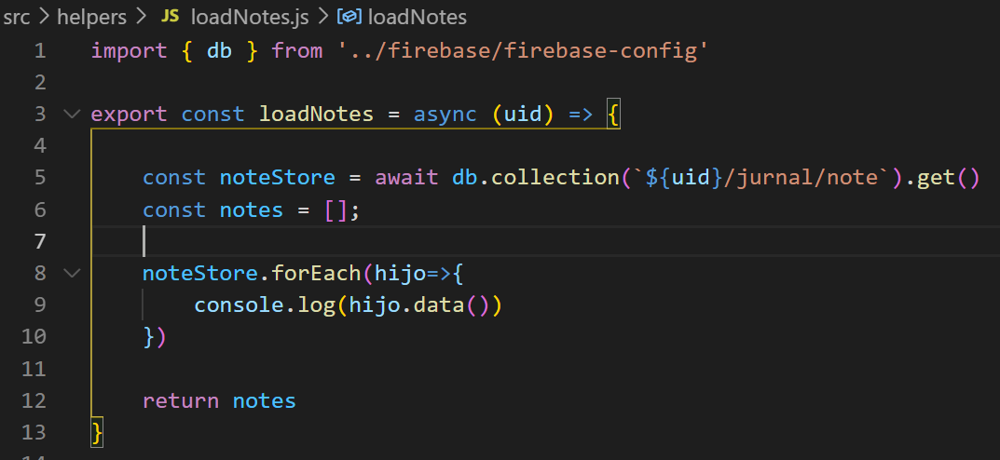 src > helpers > JS loadNotes.js > loadNotes
1 import { db } from '../firebase/firebase-config'
2
3 export const loadNotes = async (uid) => {
4
5     const noteStore = await db.collection(`${uid}/jurnal/note`).get()
6     const notes = [];
7
8     noteStore.forEach(hijo=>{
9         console.log(hijo.data())
10     })
11
12     return notes
13 }
14